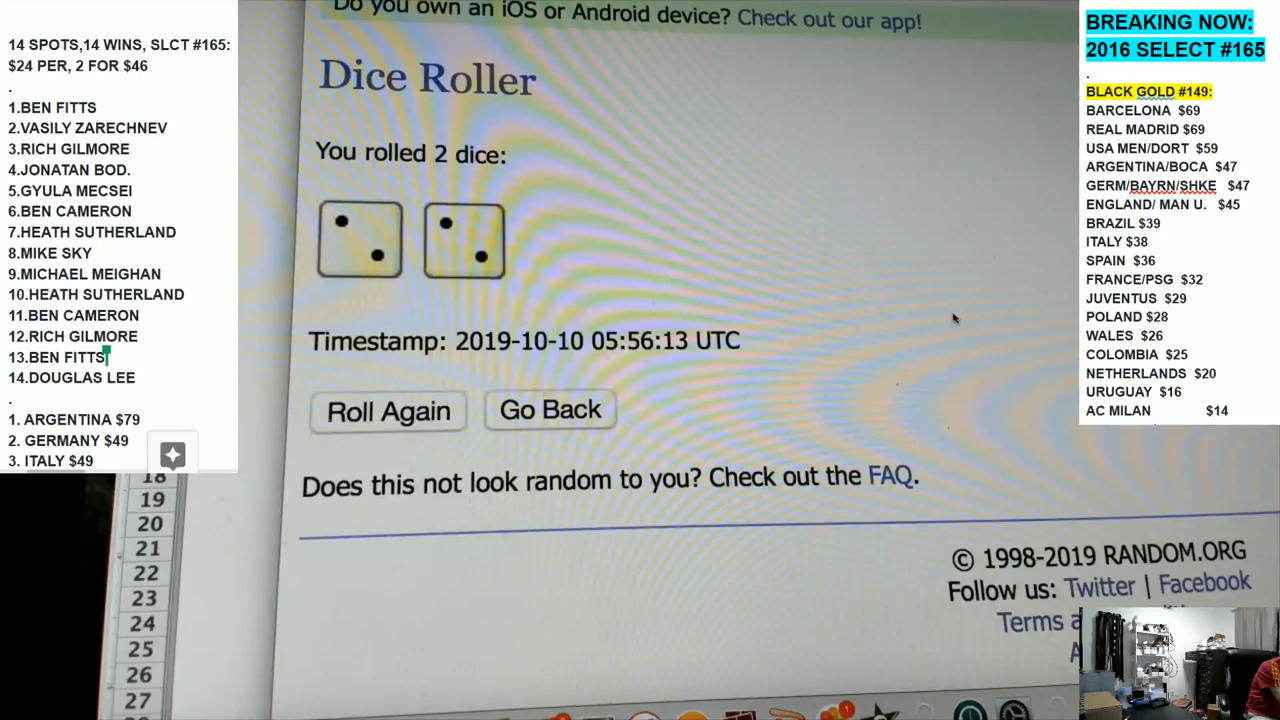 14 SPOTS,14 WINS, SLCT #165:
$24 PER, 2 FOR $46
.
1.BEN FITTS
2.VASILY ZARECHNEV
3.RICH GILMORE
4.JONATAN BOD.
5.GYULA MECSEI
6.BEN CAMERON
7.HEATH SUTHERLAND
8.MIKE SKY
9.MICHAEL MEIGHAN
10.HEATH SUTHERLAND
11.BEN CAMERON
12.RICH GILMORE
13.BEN FITTS
14.DOUGLAS LEE
.
1. ARGENTINA $79
2. GERMANY $49
3. ITALY $49
18
19
20
21
22
23
24
25
26
27
Do you own an iOS or Android device? Check out our app!
Dice Roller
You rolled 2 dice:
Timestamp: 2019-10-10 05:56:13 UTC
Roll Again
Go Back
Does this not look random to you? Check out the FAQ.
© 1998-2019 RANDOM.ORG
Follow us: Twitter | Facebook
Terms
BREAKING NOW:
2016 SELECT #165
.
BLACK GOLD #149:
BARCELONA $69
REAL MADRID $69
USA MEN/DORT $59
ARGENTINA/BOCA $47
GERM/BAYRN/SHKE $47
ENGLAND/ MAN U. $45
BRAZIL $39
ITALY $38
SPAIN $36
FRANCE/PSG $32
JUVENTUS $29
POLAND $28
WALES $26
COLOMBIA $25
NETHERLANDS $20
URUGUAY $16
AC MILAN $14